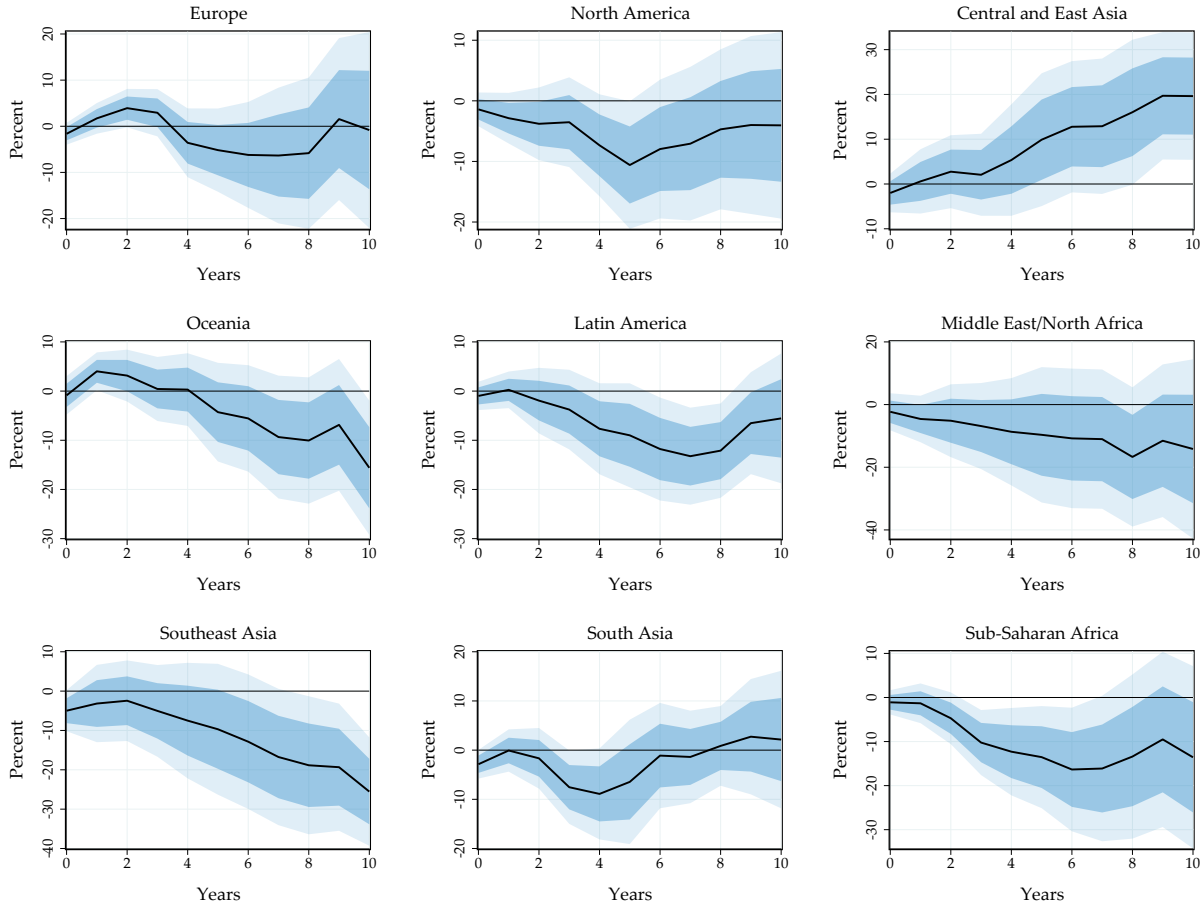 Europe
Percent
20
10
0
-10
-20
0 2 4 6 8 10
Years
North America
Percent
10
0
-10
-20
0 2 4 6 8 10
Years
Central and East Asia
Percent
30
20
10
0
-10
0 2 4 6 8 10
Years
Oceania
Percent
10
0
-10
-20
-30
0 2 4 6 8 10
Years
Latin America
Percent
10
0
-10
-20
-30
0 2 4 6 8 10
Years
Middle East/North Africa
Percent
20
0
-20
-40
0 2 4 6 8 10
Years
Southeast Asia
Percent
10
0
-10
-20
-30
-40
0 2 4 6 8 10
Years
South Asia
Percent
20
10
0
-10
-20
0 2 4 6 8 10
Years
Sub-Saharan Africa
Percent
10
0
-10
-20
-30
0 2 4 6 8 10
Years